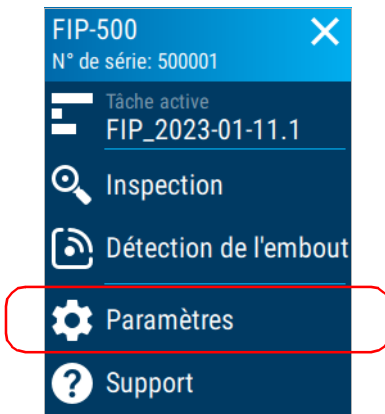 FIP-500
N° de série: 500001
Tâche active
FIP_2023-01-11.1
Inspection
Détection de l'embout
Paramètres
Support